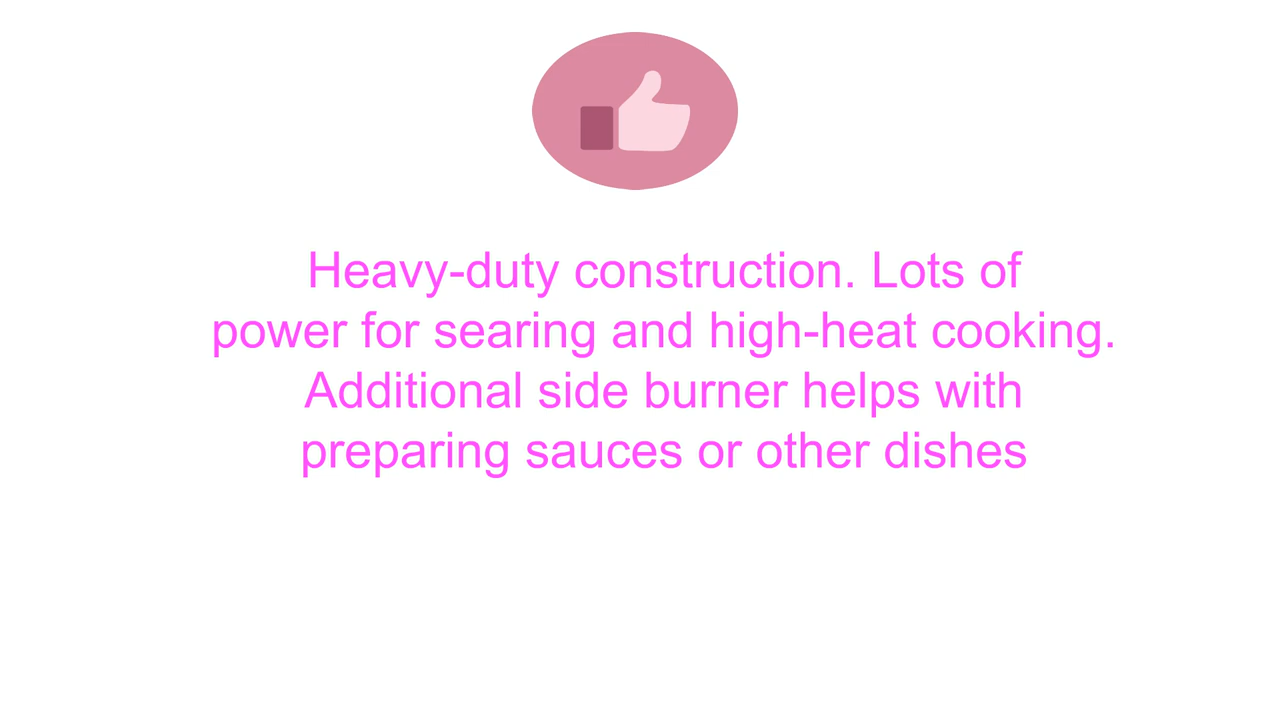 Heavy-duty construction. Lots of
power for searing and high-heat cooking.
Additional side burner helps with
preparing sauces or other dishes